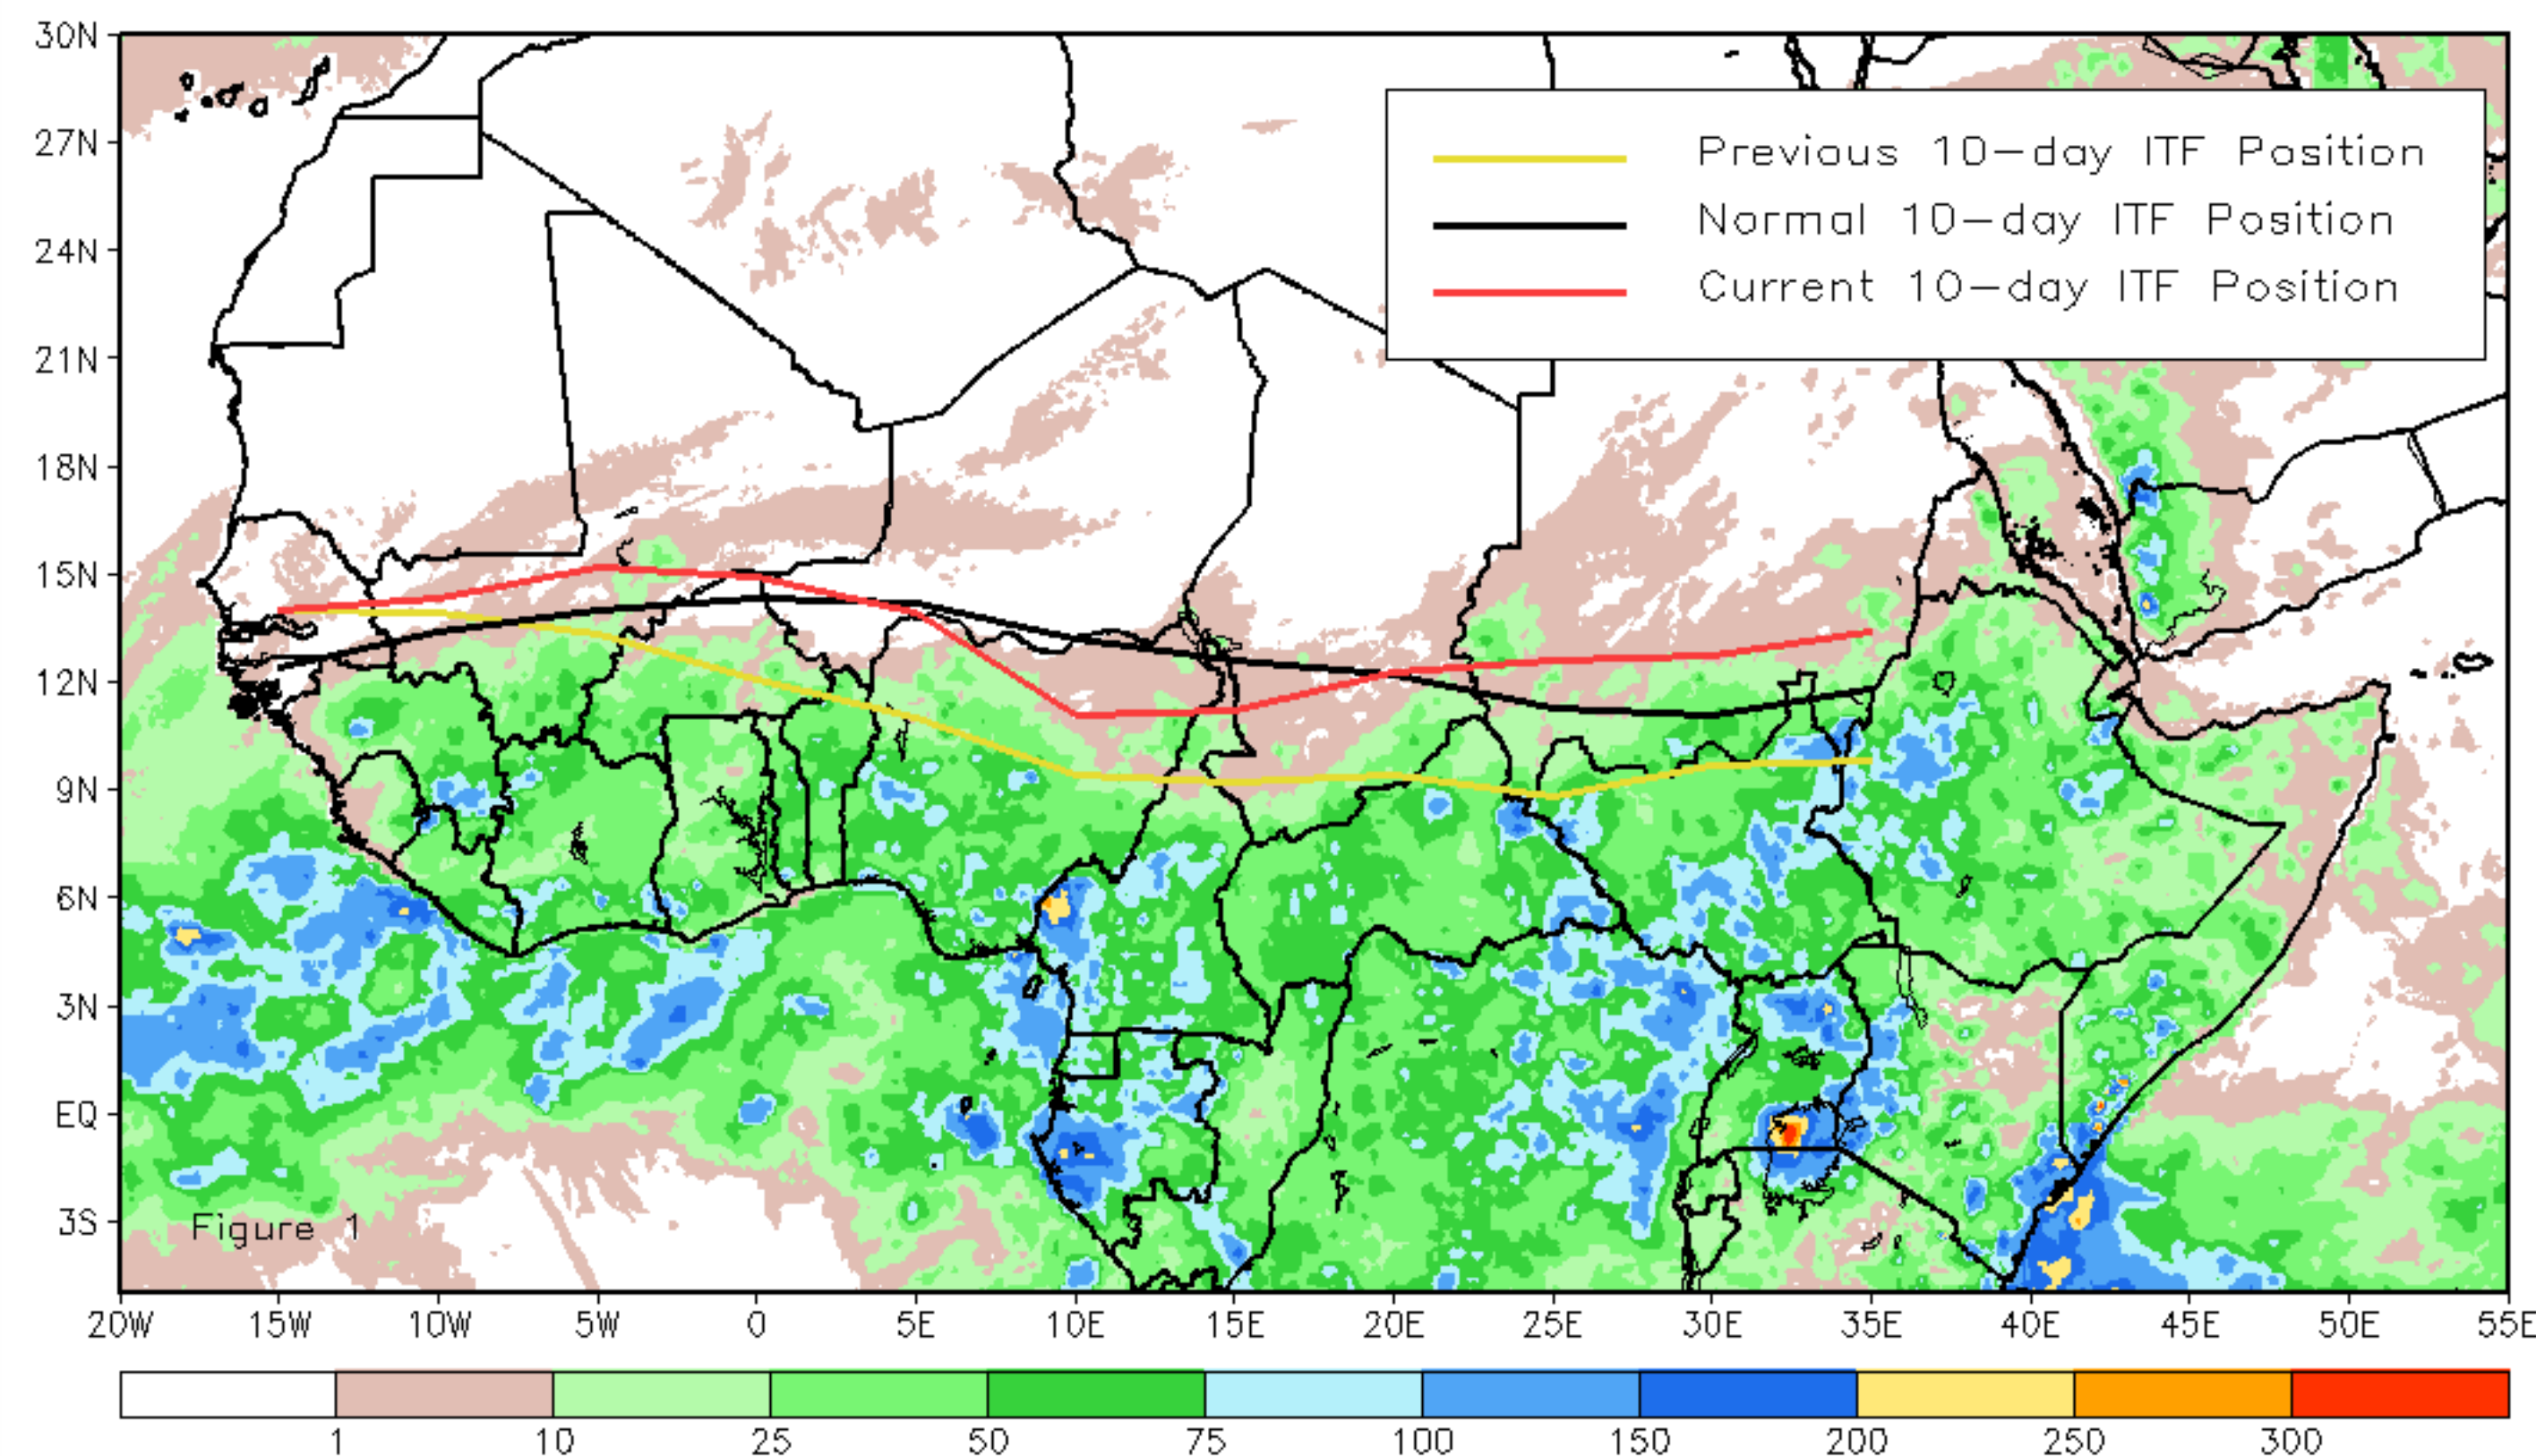 30N
27N
24N
21N
18N
15N
12N
9N
6N
3N
EQ
3S
Previous 10-day ITF Position
Normal 10-day ITF Position
Current 10-day ITF Position
Figure 1
20W 15W 10W 5W 0 5E 10E 15E 20E 25E 30E 35E 40E 45E 50E 55E
1 10 25 50 75 100 150 200 250 300